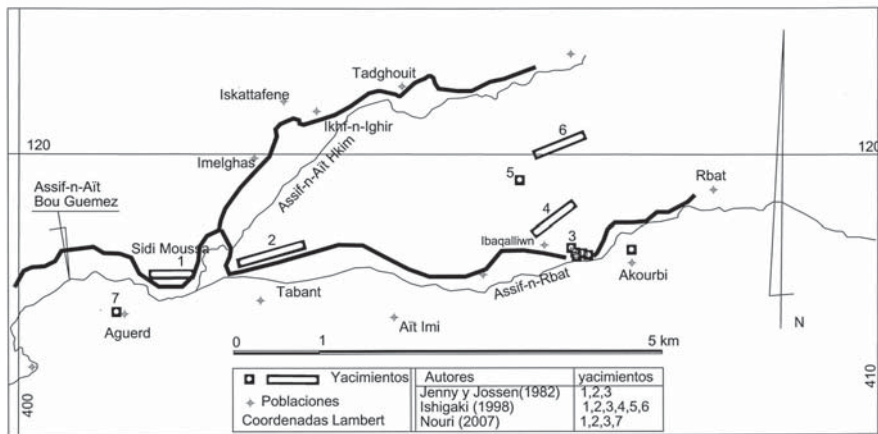 Tadghouit
Iskattafene
Ikhf-n-Ighir
6
120
120
Imelghas
Assif-n-Aït Hkim
5
Rbat
Assif-n-Aït
Bou Guemez
4
Sidi Moussa
2
Ibaqalliwn
3
1
Assif-n-Rbat
Akourbi
7
Tabant
Aguerd
Aït Imi
N
0 1 5 km
400
410
Yacimientos
Poblaciones
Coordenadas Lambert
Autores yacimientos
Jenny y Jossen(1982) 1,2,3
Ishigaki (1998) 1,2,3,4,5,6
Nouri (2007) 1,2,3,7